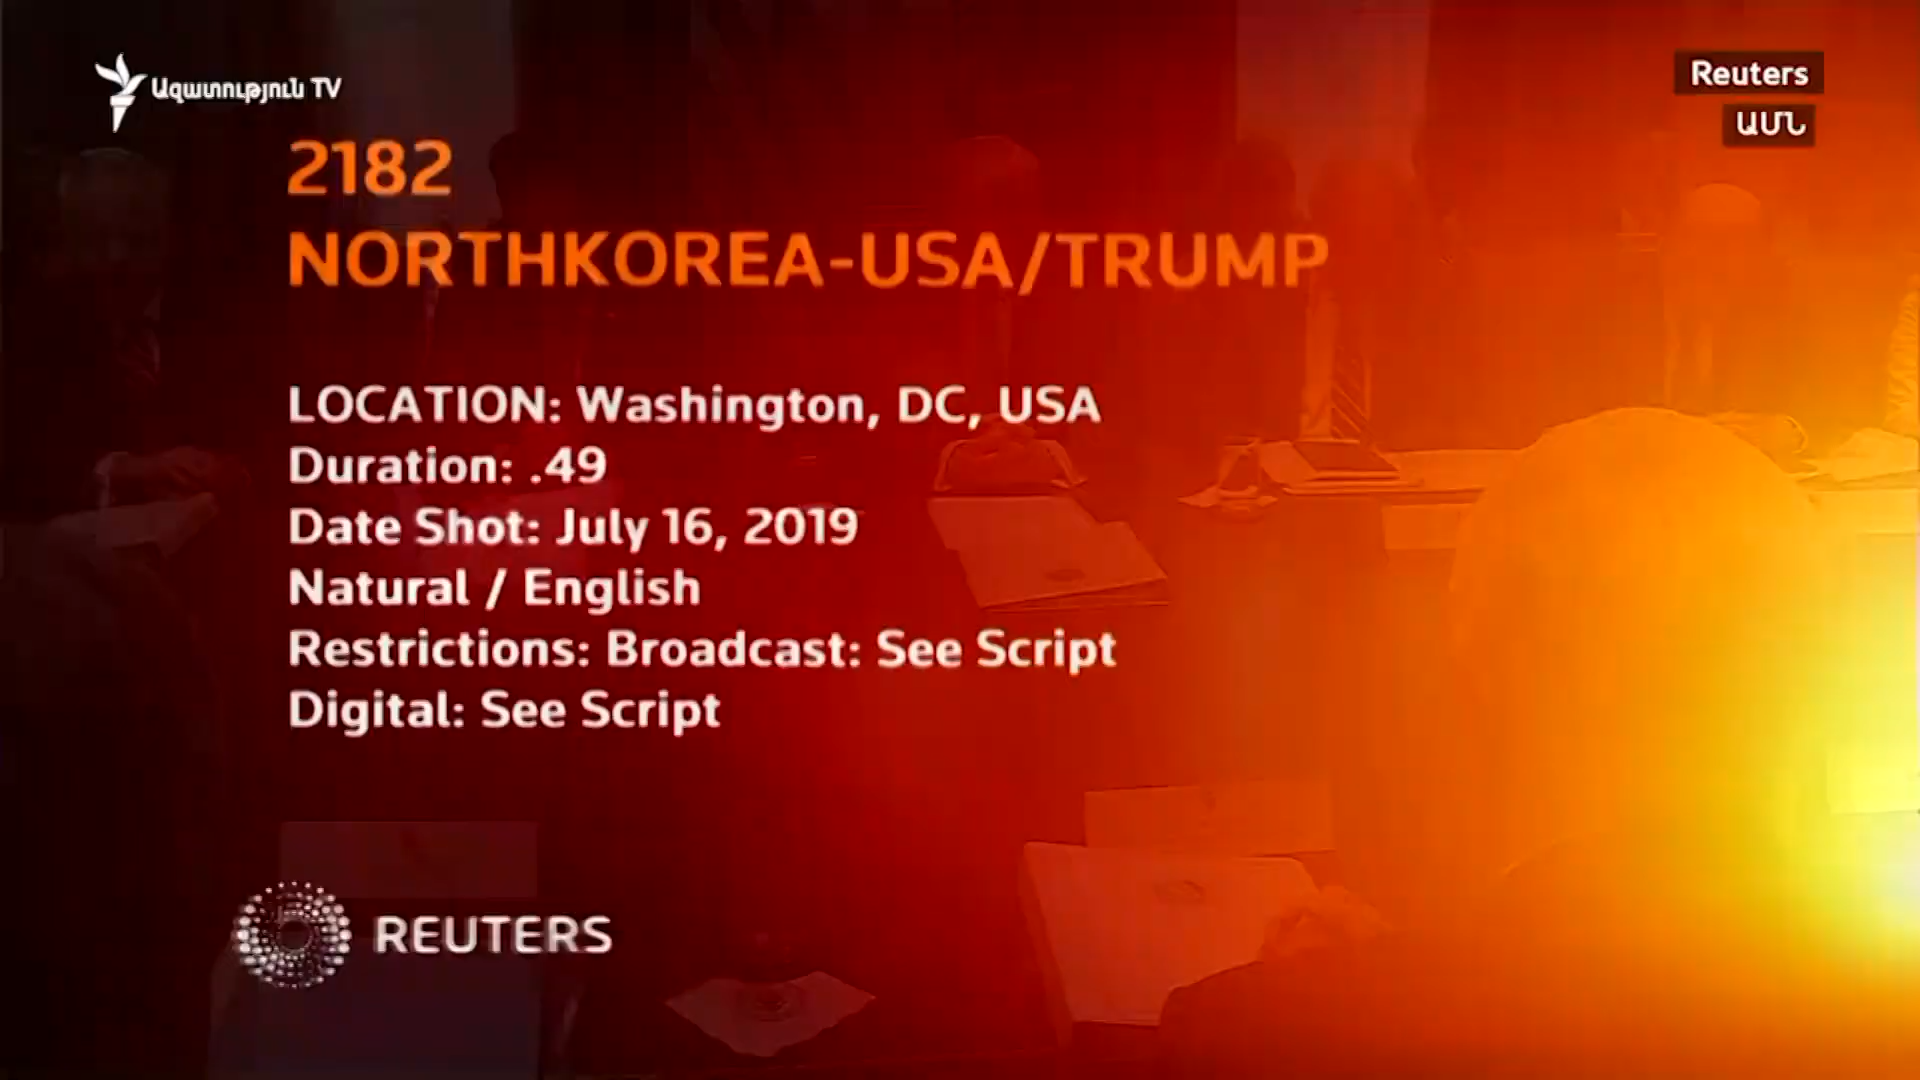 Ազատություն TV
Reuters
ԱՄՆ
2182
NORTHKOREA-USA/TRUMP
LOCATION: Washington, DC, USA
Duration: .49
Date Shot: July 16, 2019
Natural / English
Restrictions: Broadcast: See Script
Digital: See Script
REUTERS